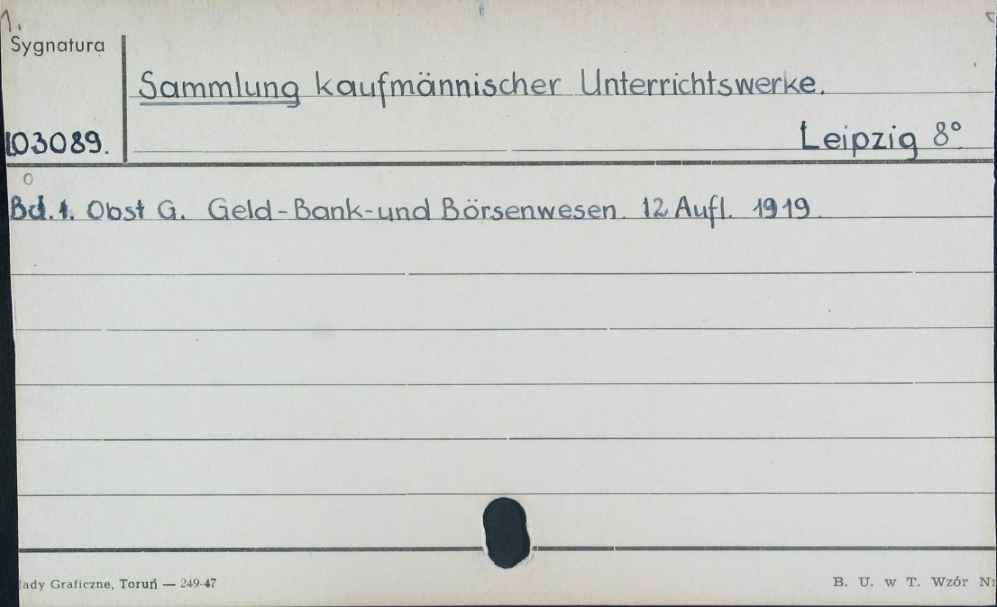 1.
Sygnatura
Sammlung kaufmännischer Unterrichtswerke.
103089.
Leipzig 8°
Bd. 1. Obst G. Geld-Bank-und Börsenwesen. 12 Aufl. 1919.
Graficzne, Toruń — 249-47
B. U. w T. Wzór